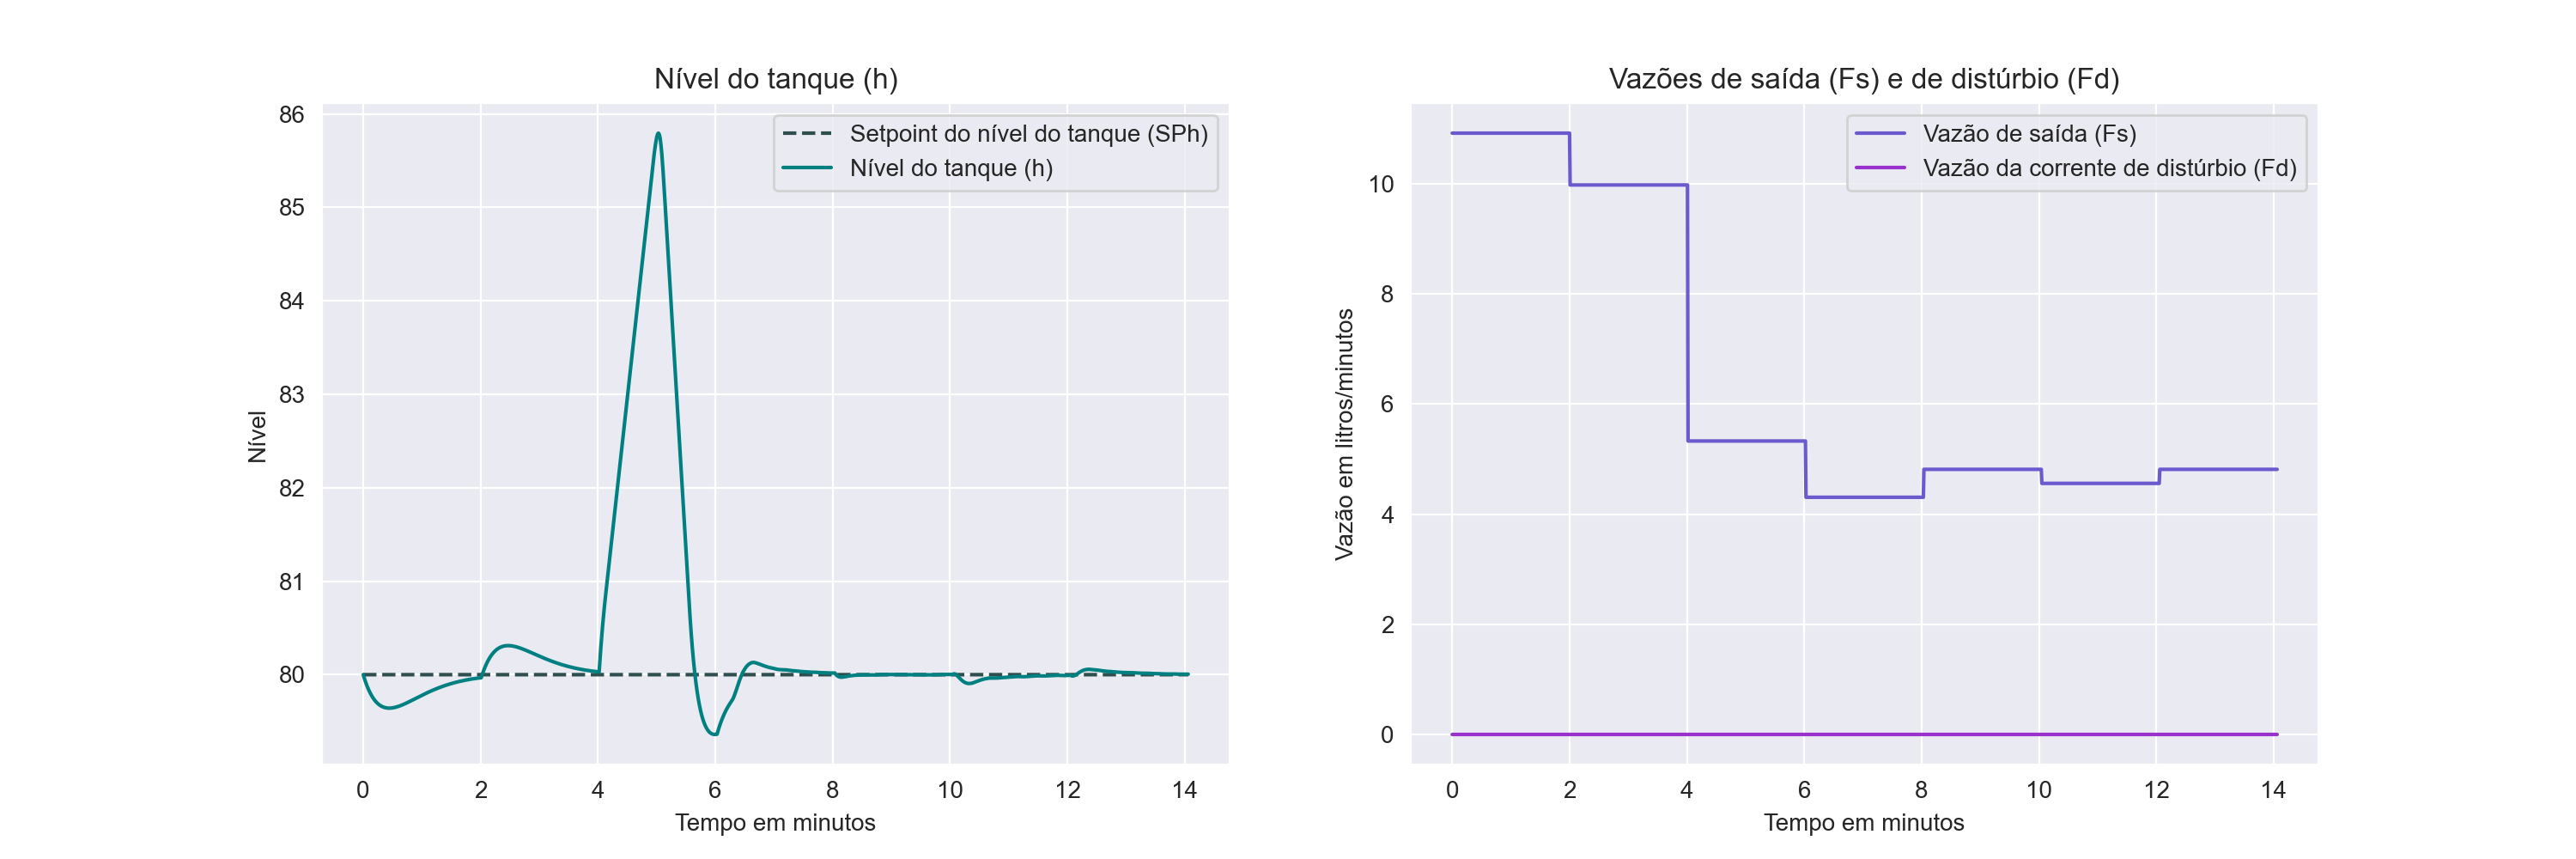 Nível do tanque (h)
Setpoint do nível do tanque (SPh)
Nível do tanque (h)
86
85
84
83
82
81
80
Nível
0 2 4 6 8 10 12 14
Tempo em minutos
Vazões de saída (Fs) e de distúrbio (Fd)
Vazão de saída (Fs)
Vazão da corrente de distúrbio (Fd)
10
8
6
4
2
0
Vazão em litros/minutos
0 2 4 6 8 10 12 14
Tempo em minutos